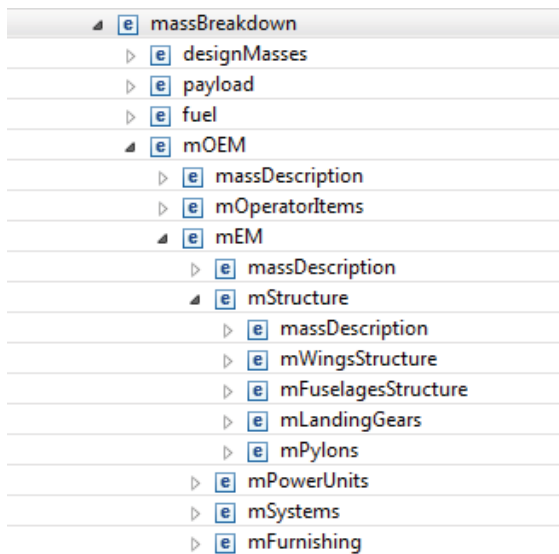 massBreakdown
designMasses
payload
fuel
mOEM
massDescription
mOperatorItems
mEM
massDescription
mStructure
massDescription
mWingsStructure
mFuselagesStructure
mLandingGears
mPylons
mPowerUnits
mSystems
mFurnishing